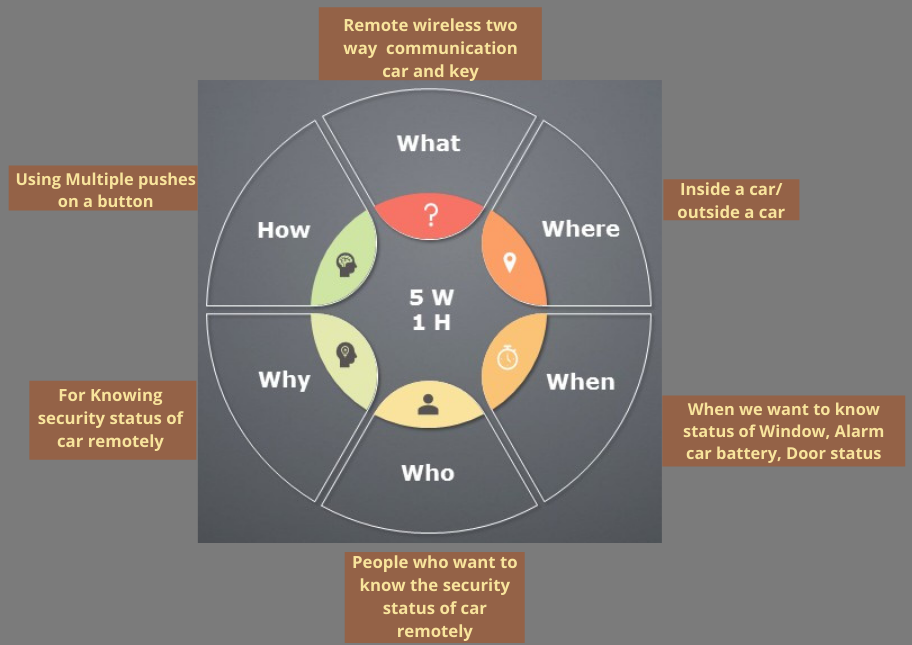 Remote wireless two
way communication
car and key
What
Using Multiple pushes
on a button
How
?
Where
Inside a car/
outside a car
5 W
1 H
For Knowing
security status of
car remotely
Why
When
When we want to know
status of Window, Alarm
car battery, Door status
Who
People who want to
know the security
status of car
remotely